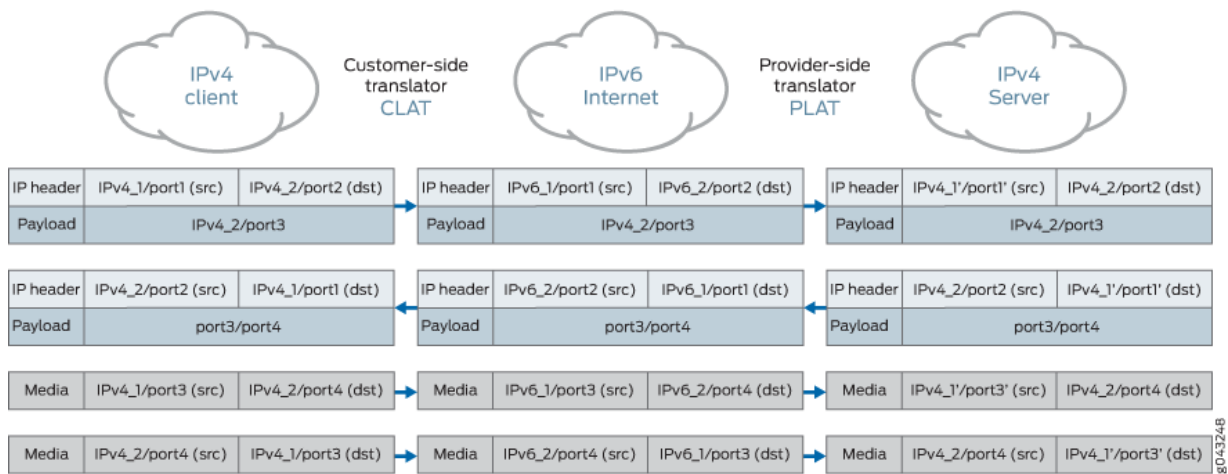 IPv4
client
Customer-side
translator
CLAT
IPv6
Internet
Provider-side
translator
PLAT
IPv4
Server
IP header IPv4_1/port1 (src) IPv4_2/port2 (dst) IP header IPv6_1/port1 (src) IPv6_2/port2 (dst) IP header IPv4_1'/port1' (src) IPv4_2/port2 (dst)
Payload IPv4_2/port3 Payload IPv4_2/port3 Payload IPv4_2/port3
IP header IPv4_2/port2 (src) IPv4_1/port1 (dst) IP header IPv6_2/port2 (src) IPv6_1/port1 (dst) IP header IPv4_2/port2 (src) IPv4_1'/port1' (dst)
Payload port3/port4 Payload port3/port4 Payload port3/port4
Media IPv4_1/port3 (src) IPv4_2/port4 (dst) Media IPv6_1/port3 (src) IPv6_2/port4 (dst) Media IPv4_1'/port3' (src) IPv4_2/port4 (dst)
Media IPv4_2/port4 (src) IPv4_1/port3 (dst) Media IPv6_2/port4 (src) IPv6_1/port3 (dst) Media IPv4_2/port4 (src) IPv4_1'/port3' (dst)
g043248